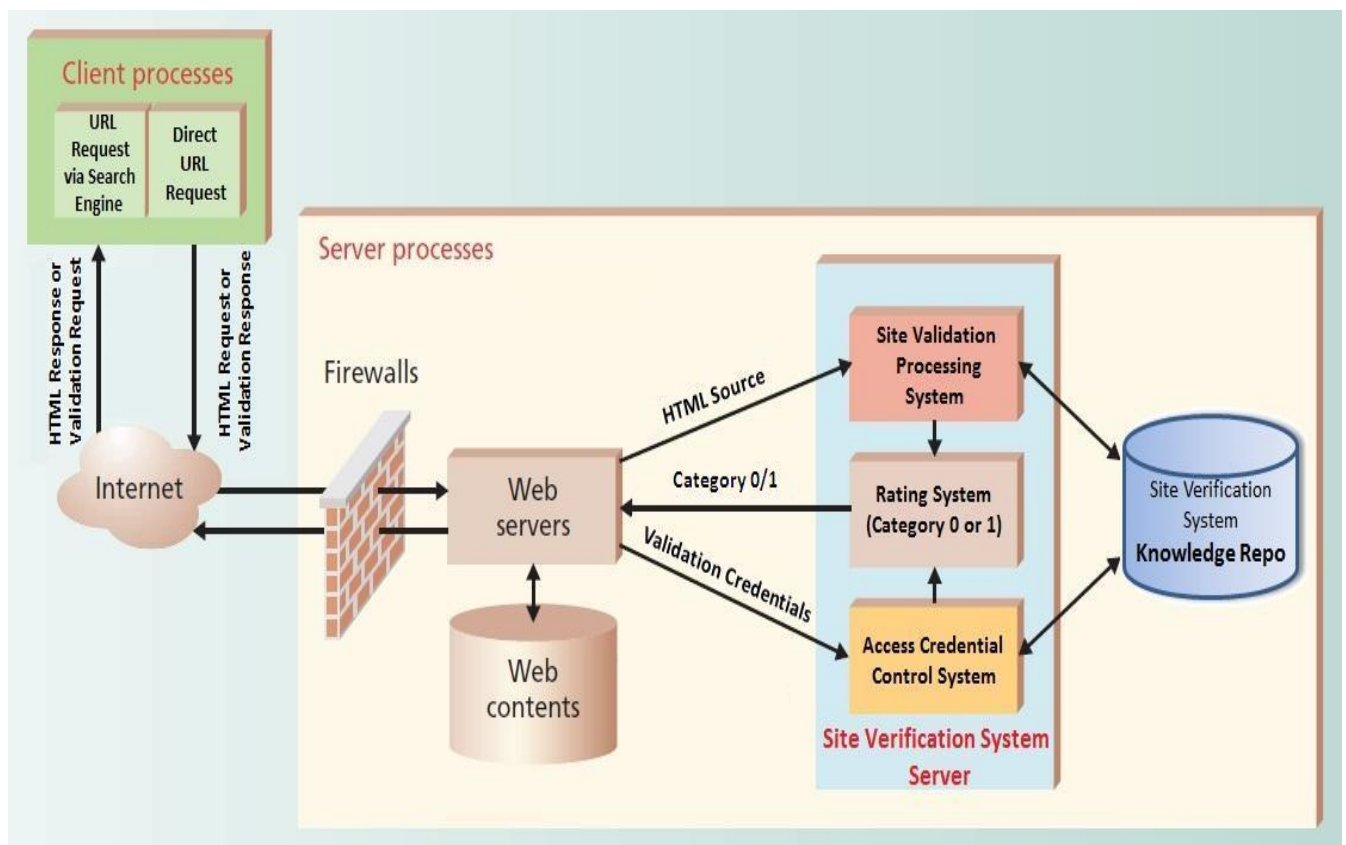 Client processes
URL
Request
via Search
Engine
Direct
URL
Request
HTML Response or
Validation Request
HTML Request or
Validation Response
Internet
Server processes
Firewalls
Web
servers
Web
contents
HTML Source
Category 0/1
Validation Credentials
Site Validation
Processing
System
Rating System
(Category 0 or 1)
Access Credential
Control System
Site Verification System
Server
Site Verification
System
Knowledge Repo